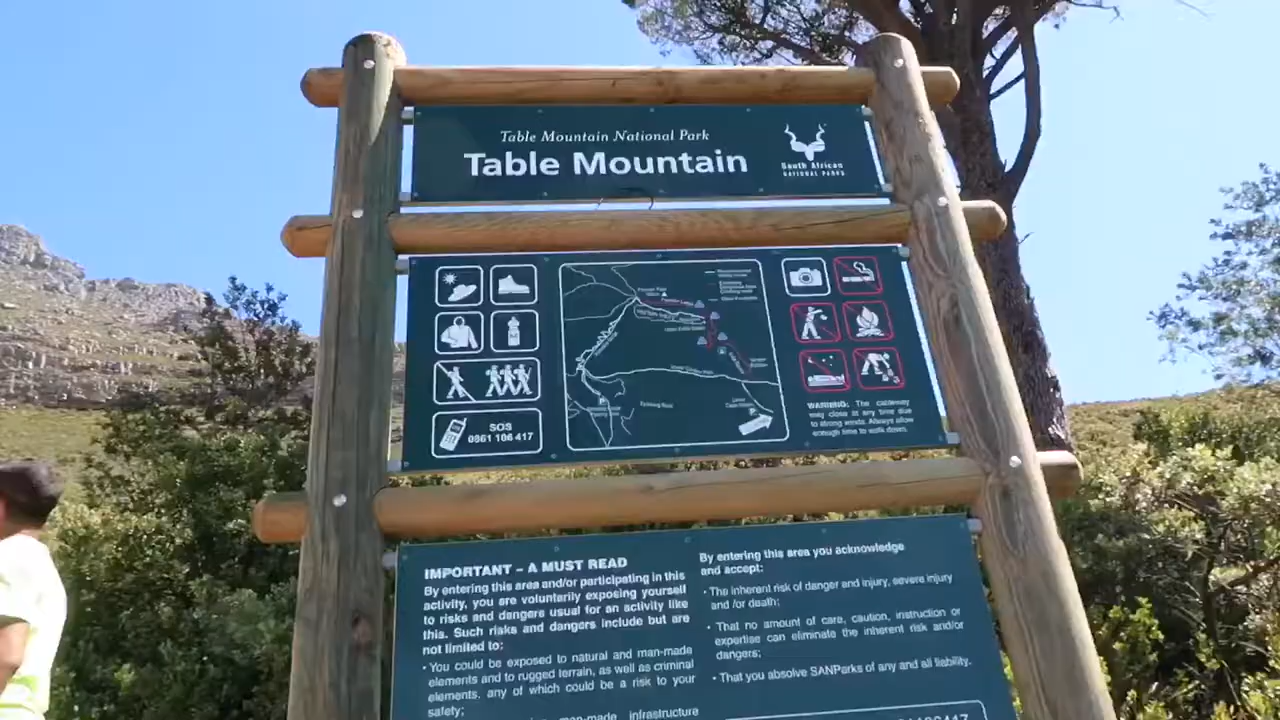 Table Mountain National Park
Table Mountain
South African
NATIONAL PARKS
SOS
0861 106 417
WARNING: The cableway
may close at any time due
to strong winds. Always allow
enough time to walk down.
IMPORTANT – A MUST READ
By entering this area and/or participating in this
activity, you are voluntarily exposing yourself
to risks and dangers usual for an activity like
this. Such risks and dangers include but are
not limited to:
• You could be exposed to natural and man-made
elements and to rugged terrain, as well as criminal
elements, any of which could be a risk to your
safety;
man-made infrastructure
By entering this area you acknowledge
and accept:
• The inherent risk of danger and injury, severe injury
and /or death;
• That no amount of care, caution, instruction or
expertise can eliminate the inherent risk and/or
dangers;
• That you absolve SANParks of any and all liability.